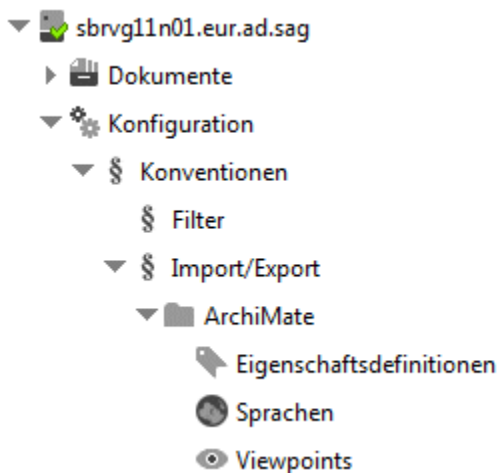 sbrvg11n01.eur.ad.sag
Dokumente
Konfiguration
§ Konventionen
§ Filter
§ Import/Export
ArchiMate
Eigenschaftsdefinitionen
Sprachen
Viewpoints